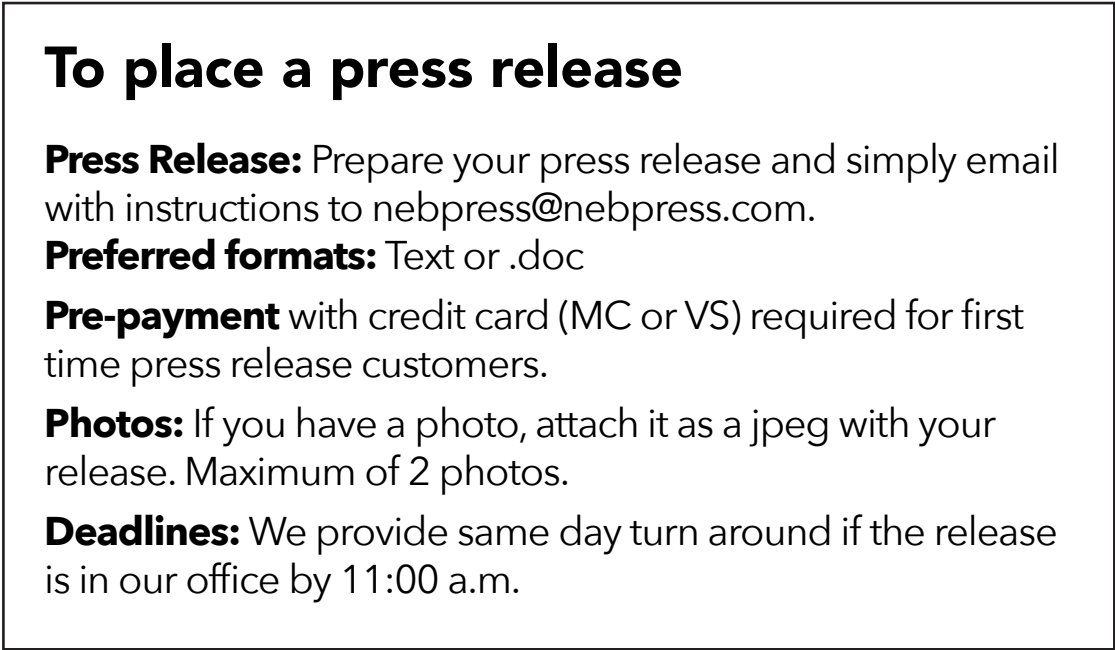 To place a press release
Press Release: Prepare your press release and simply email
with instructions to nebpress@nebpress.com.
Preferred formats: Text or .doc
Pre-payment with credit card (MC or VS) required for first
time press release customers.
Photos: If you have a photo, attach it as a jpeg with your
release. Maximum of 2 photos.
Deadlines: We provide same day turn around if the release
is in our office by 11:00 a.m.